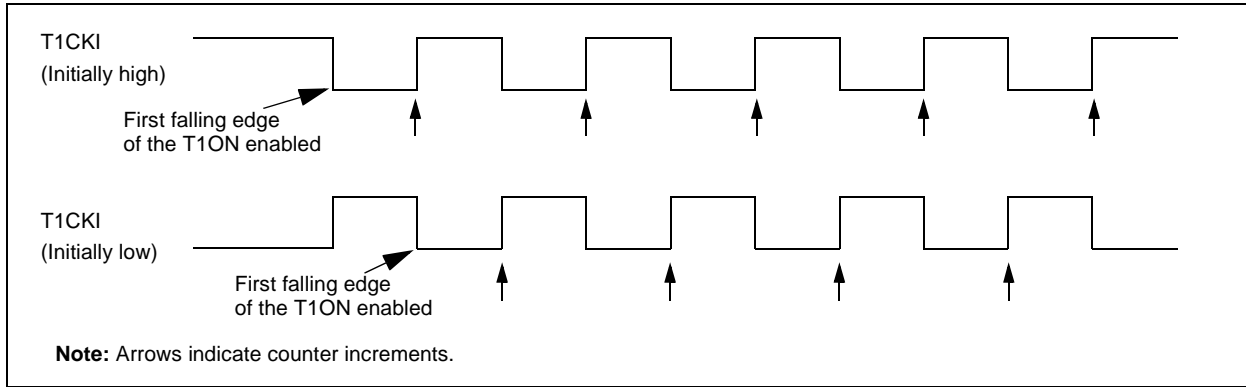 T1CKI
(Initially high)
First falling edge
of the T1ON enabled
T1CKI
(Initially low)
First falling edge
of the T1ON enabled
Note: Arrows indicate counter increments.